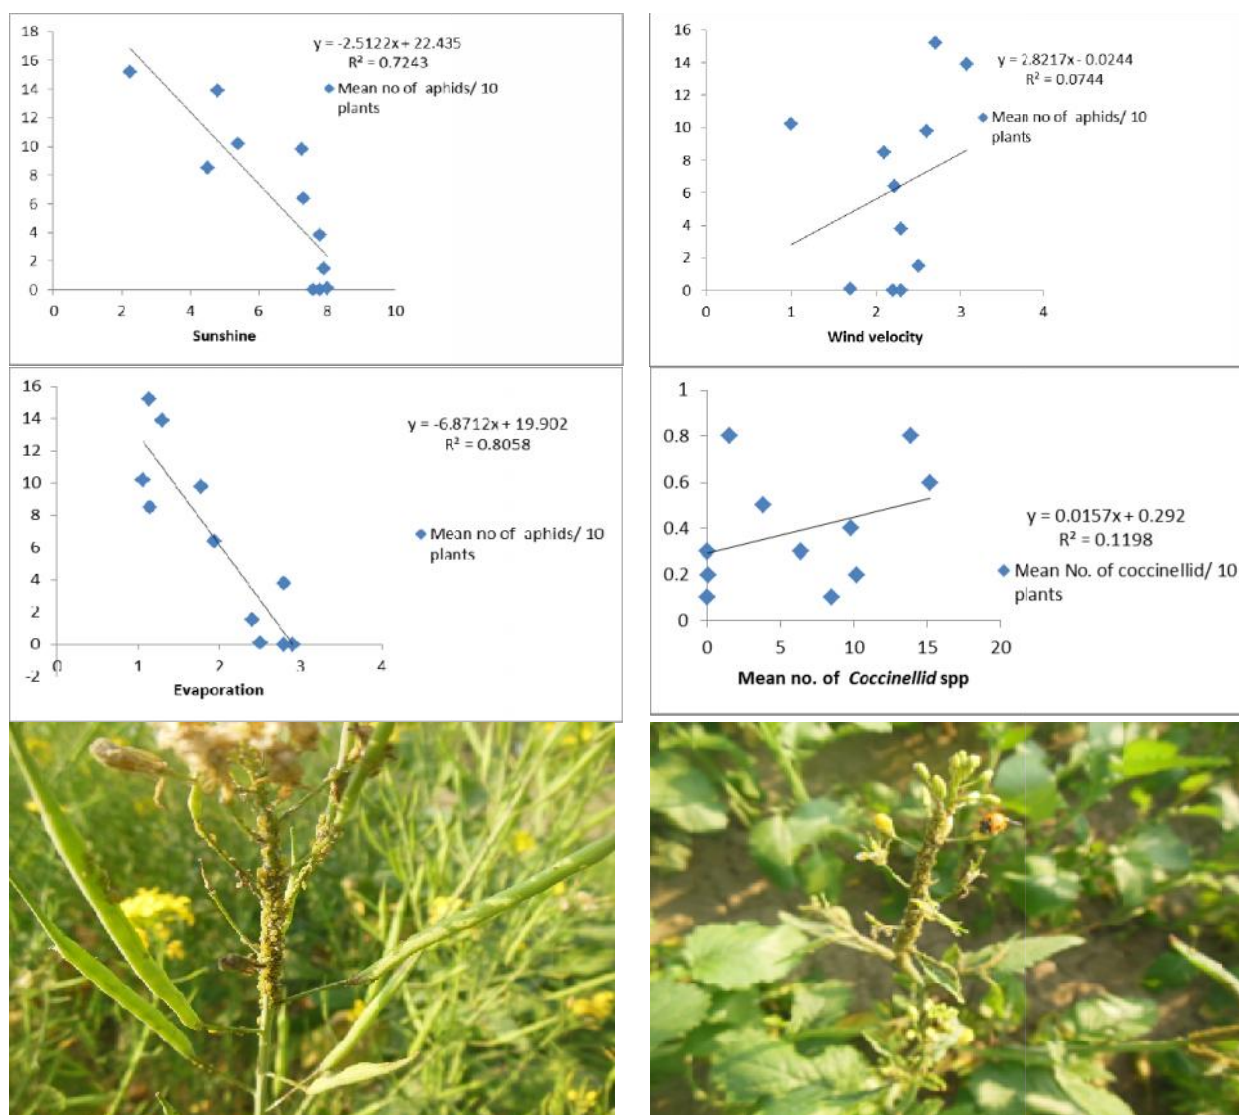 18
16
14
12
10
8
6
4
2
0
y = -2.5122x + 22.435
R² = 0.7243
Mean no of aphids/ 10
plants
0 2 4 6 8 10
Sunshine
16
14
12
10
8
6
4
2
0
y = 2.8217x - 0.0244
R² = 0.0744
Mean no of aphids/ 10
plants
0 1 2 3 4
Wind velocity
16
14
12
10
8
6
4
2
0
-2
y = -6.8712x + 19.902
R² = 0.8058
Mean no of aphids/ 10
plants
0 1 2 3 4
Evaporation
1
0.8
0.6
0.4
0.2
0
y = 0.0157x + 0.292
R² = 0.1198
Mean No. of coccinellid/ 10
plants
0 5 10 15 20
Mean no. of Coccinellid spp